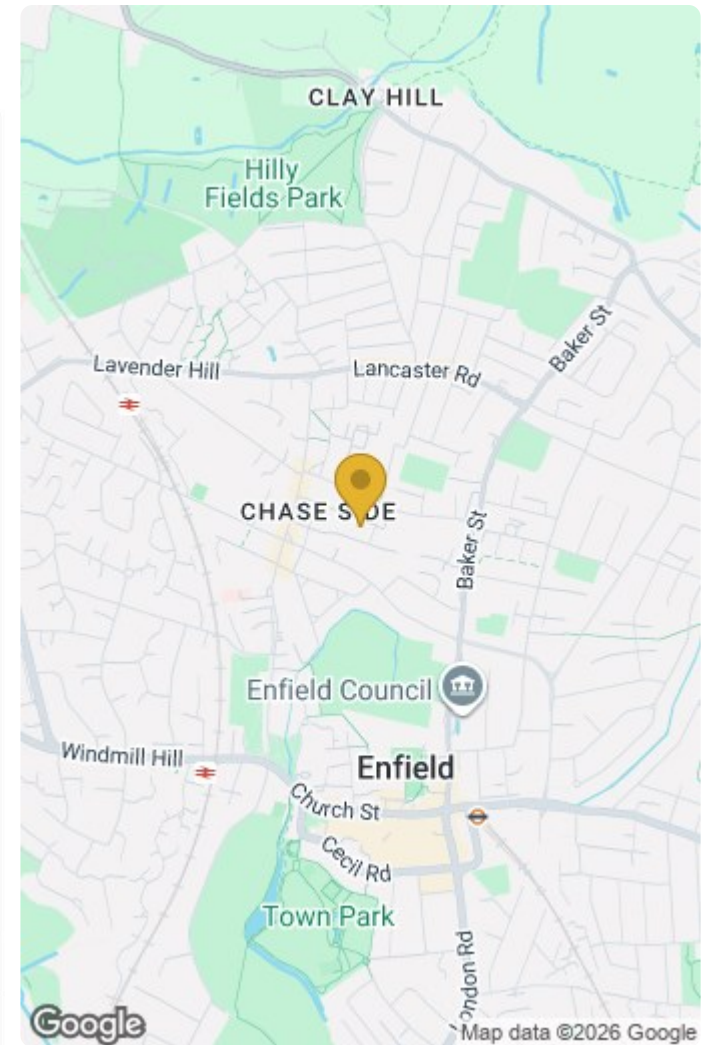 CLAY HILL
Hilly
Fields Park
Baker St
Lavender Hill
Lancaster Rd
CHASE SIDE
Baker St
Enfield Council
Windmill Hill
Enfield
Church St
Cecil Rd
Town Park
London Rd
Google
Map data ©2026 Google